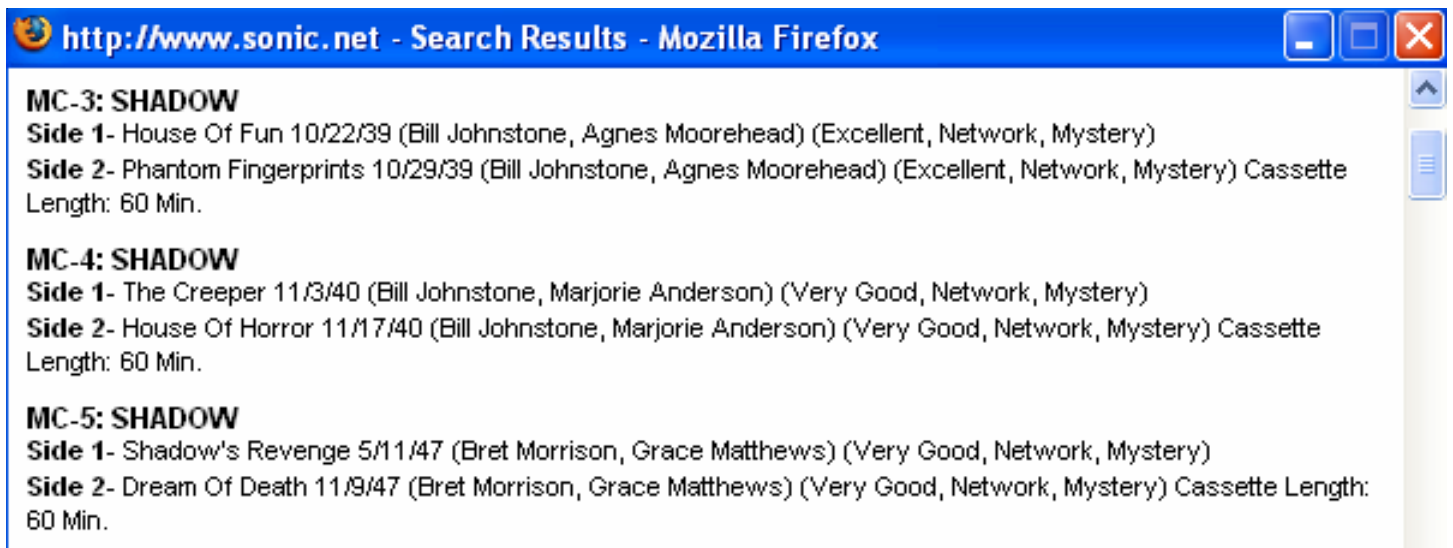 http://www.sonic.net - Search Results - Mozilla Firefox
MC-3: SHADOW
Side 1- House Of Fun 10/22/39 (Bill Johnstone, Agnes Moorehead) (Excellent, Network, Mystery)
Side 2- Phantom Fingerprints 10/29/39 (Bill Johnstone, Agnes Moorehead) (Excellent, Network, Mystery) Cassette
Length: 60 Min.
MC-4: SHADOW
Side 1- The Creeper 11/3/40 (Bill Johnstone, Marjorie Anderson) (Very Good, Network, Mystery)
Side 2- House Of Horror 11/17/40 (Bill Johnstone, Marjorie Anderson) (Very Good, Network, Mystery) Cassette
Length: 60 Min.
MC-5: SHADOW
Side 1- Shadow's Revenge 5/11/47 (Bret Morrison, Grace Matthews) (Very Good, Network, Mystery)
Side 2- Dream Of Death 11/9/47 (Bret Morrison, Grace Matthews) (Very Good, Network, Mystery) Cassette Length:
60 Min.